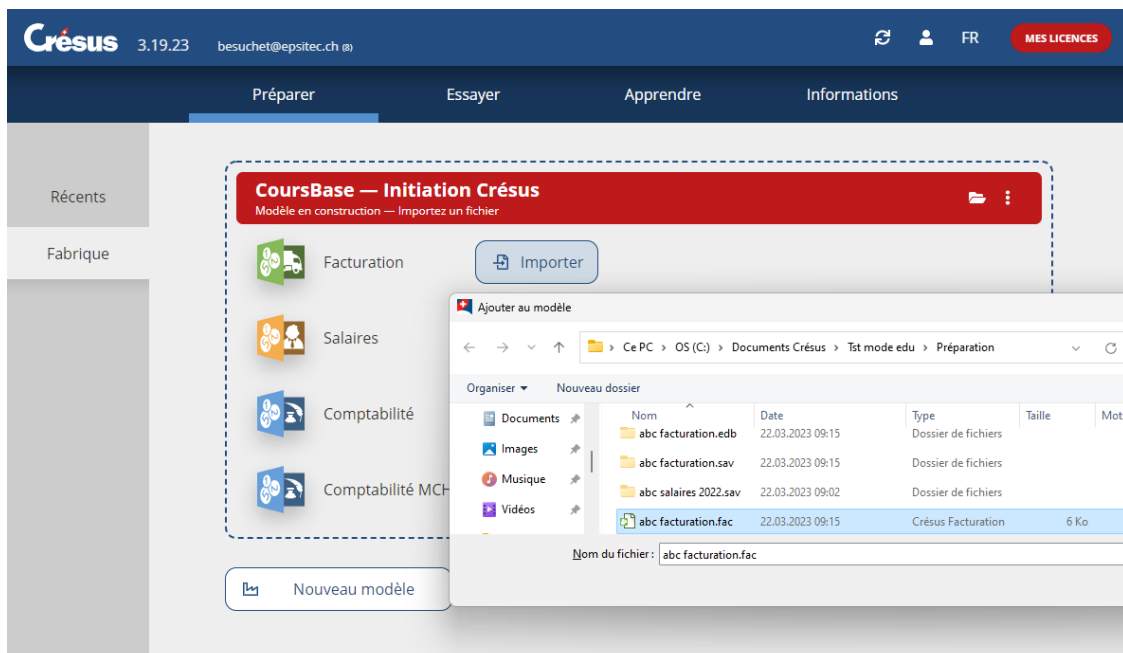 Crésus 3.19.23 besuchet@epsitec.ch (8) FR MES LICENCES
Préparer Essayer Apprendre Informations
Récents
Fabrique
CoursBase — Initiation Crésus
Modèle en construction — Importez un fichier
Facturation Importer
Salaires
Comptabilité
Comptabilité MCH
Nouveau modèle
Ajouter au modèle
Ce PC > OS (C:) > Documents Crésus > Tst mode edu > Préparation
Organiser Nouveau dossier
Documents
Images
Musique
Vidéos
Nom Date Type Taille Mot
abc facturation.edb 22.03.2023 09:15 Dossier de fichiers
abc facturation.sav 22.03.2023 09:15 Dossier de fichiers
abc salaires 2022.sav 22.03.2023 09:02 Dossier de fichiers
abc facturation.fac 22.03.2023 09:15 Crésus Facturation 6 Ko
Nom du fichier : abc facturation.fac